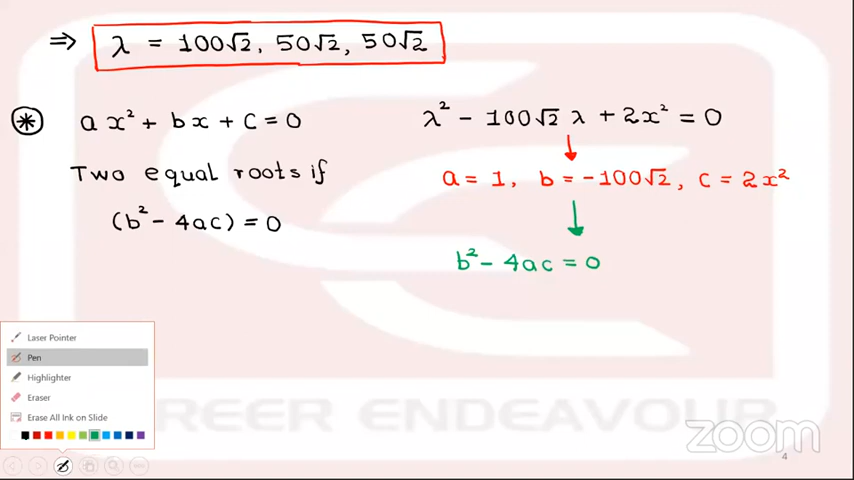 ⇒ λ = 100√2, 50√2, 50√2
⊛ ax² + bx + c = 0
Two equal roots if
(b² - 4ac) = 0
λ² - 100√2 λ + 2x² = 0
a = 1, b = -100√2, c = 2x²
b² - 4ac = 0
Laser Pointer
Pen
Highlighter
Eraser
Erase All Ink on Slide
REER ENDEAVOUR
zoom
4